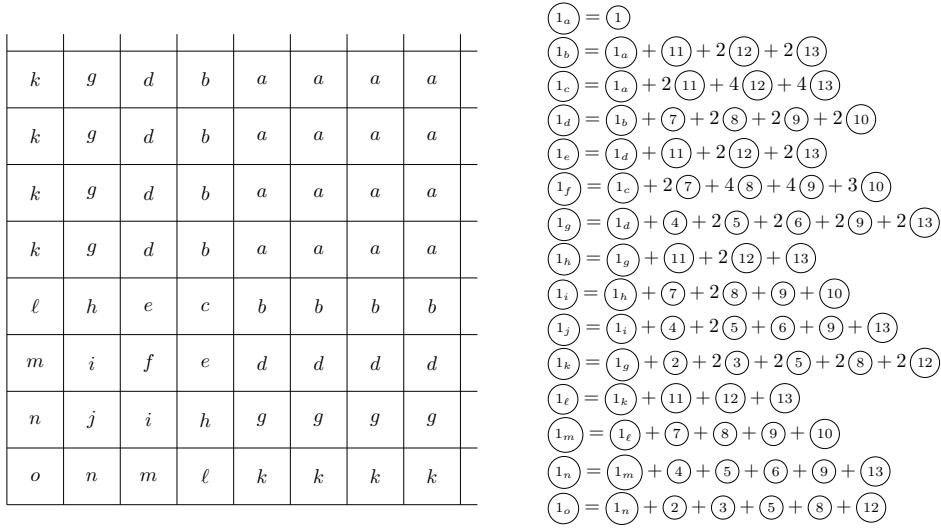 k g d b a a a a
k g d b a a a a
k g d b a a a a
k g d b a a a a
ℓ h e c b b b b
m i f e d d d d
n j i h g g g g
o n m ℓ k k k k
1ₐ = 1
1_b = 1_a + 11 + 2 12 + 2 13
1_c = 1_a + 2 11 + 4 12 + 4 13
1_d = 1_b + 7 + 2 8 + 2 9 + 2 10
1_e = 1_d + 11 + 2 12 + 2 13
1_f = 1_c + 2 7 + 4 8 + 4 9 + 3 10
1_g = 1_d + 4 + 2 5 + 2 6 + 2 9 + 2 13
1_h = 1_g + 11 + 2 12 + 13
1_i = 1_h + 7 + 2 8 + 9 + 10
1_j = 1_i + 4 + 2 5 + 6 + 9 + 13
1_k = 1_g + 2 + 2 3 + 2 5 + 2 8 + 2 12
1_ℓ = 1_k + 11 + 12 + 13
1_m = 1_ℓ + 7 + 8 + 9 + 10
1_n = 1_m + 4 + 5 + 6 + 9 + 13
1_o = 1_n + 2 + 3 + 5 + 8 + 12